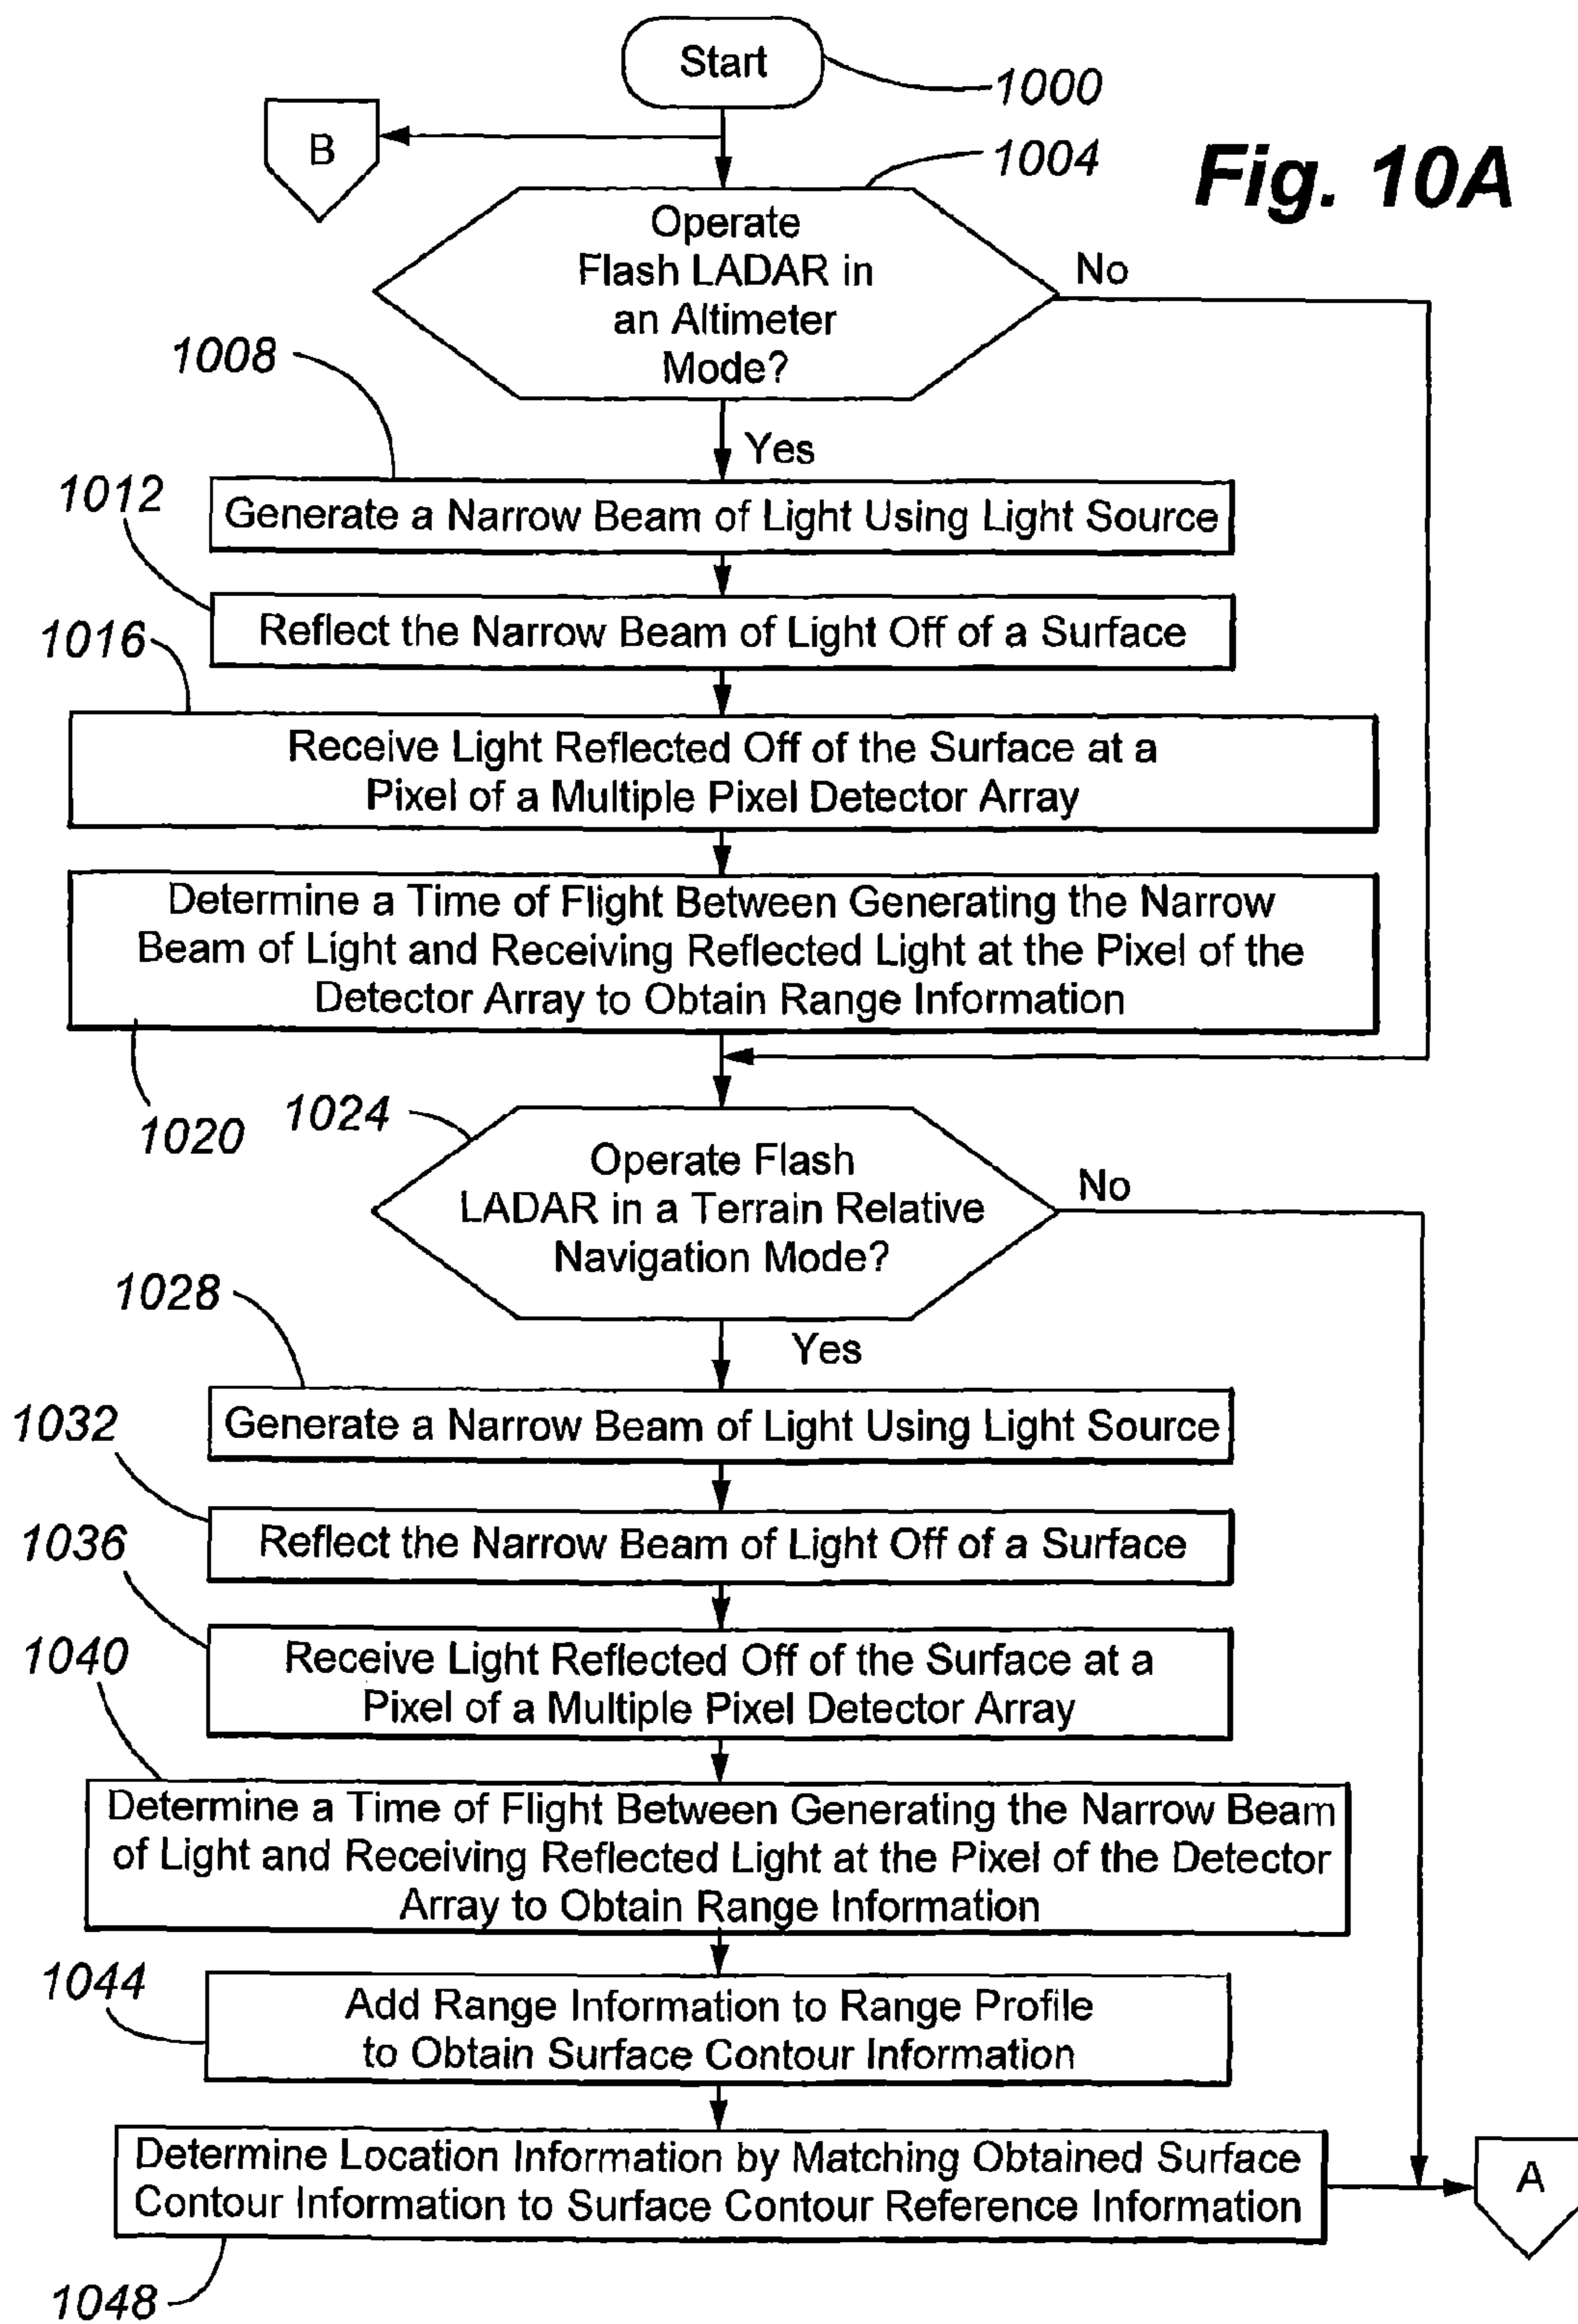 Start
1000
B
1004
Fig. 10A
Operate
Flash LADAR in
an Altimeter
Mode?
No
1008
Yes
1012
Generate a Narrow Beam of Light Using Light Source
Reflect the Narrow Beam of Light Off of a Surface
1016
Receive Light Reflected Off of the Surface at a
Pixel of a Multiple Pixel Detector Array
Determine a Time of Flight Between Generating the Narrow
Beam of Light and Receiving Reflected Light at the Pixel of the
Detector Array to Obtain Range Information
1020
1024
Operate Flash
LADAR in a Terrain Relative
Navigation Mode?
No
1028
Yes
1032
Generate a Narrow Beam of Light Using Light Source
Reflect the Narrow Beam of Light Off of a Surface
1036
Receive Light Reflected Off of the Surface at a
Pixel of a Multiple Pixel Detector Array
1040
Determine a Time of Flight Between Generating the Narrow Beam
of Light and Receiving Reflected Light at the Pixel of the Detector
Array to Obtain Range Information
1044
Add Range Information to Range Profile
to Obtain Surface Contour Information
Determine Location Information by Matching Obtained Surface
Contour Information to Surface Contour Reference Information
A
1048